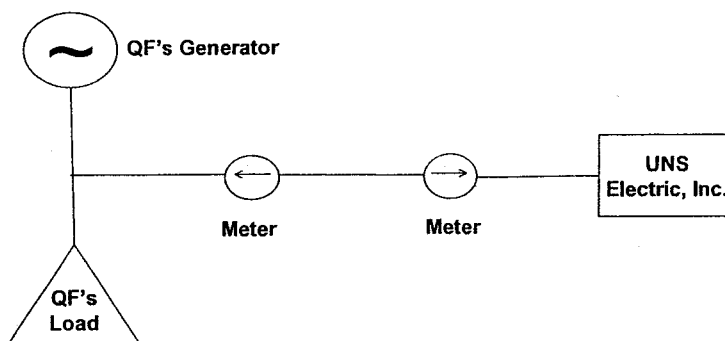 QF's Generator
UNS
Electric, Inc.
Meter
Meter
QF's
Load